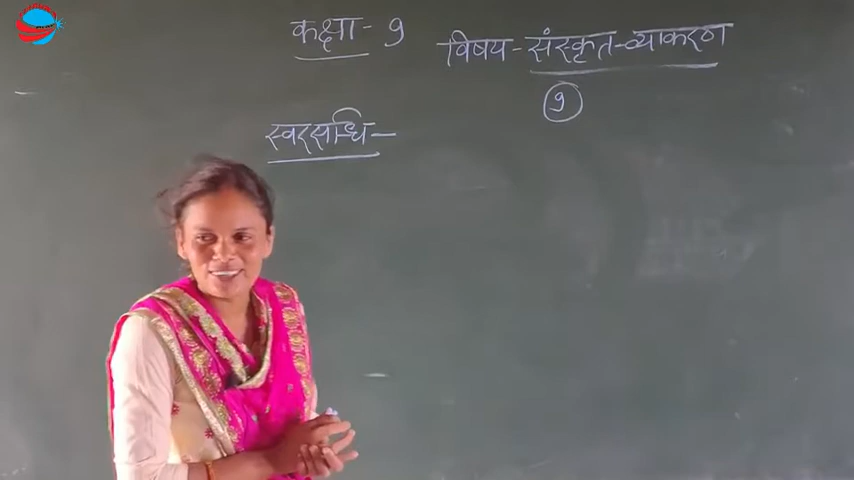 कक्षा - 9
विषय - संस्कृत - व्याकरण
9
स्वरसन्धि -